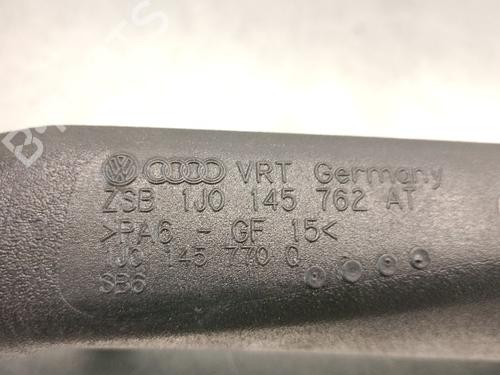 VRT Germany
ZSB 1J0 145 762 AT
>PA6 - GF 15<
1J0 145 770 Q
SB6